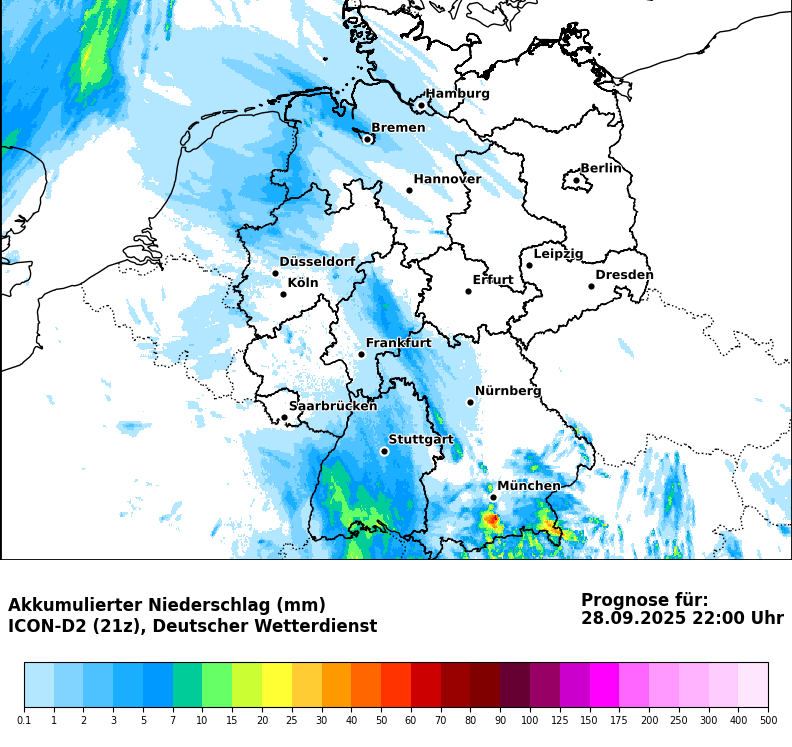 Hamburg
Bremen
Berlin
Hannover
Leipzig
Düsseldorf
Dresden
Köln
Erfurt
Frankfurt
Nürnberg
Saarbrücken
Stuttgart
München
Akkumulierter Niederschlag (mm)
ICON-D2 (21z), Deutscher Wetterdienst
Prognose für:
28.09.2025 22:00 Uhr
0.1 1 2 3 5 7 10 15 20 25 30 40 50 60 70 80 90 100 125 150 175 200 250 300 400 500